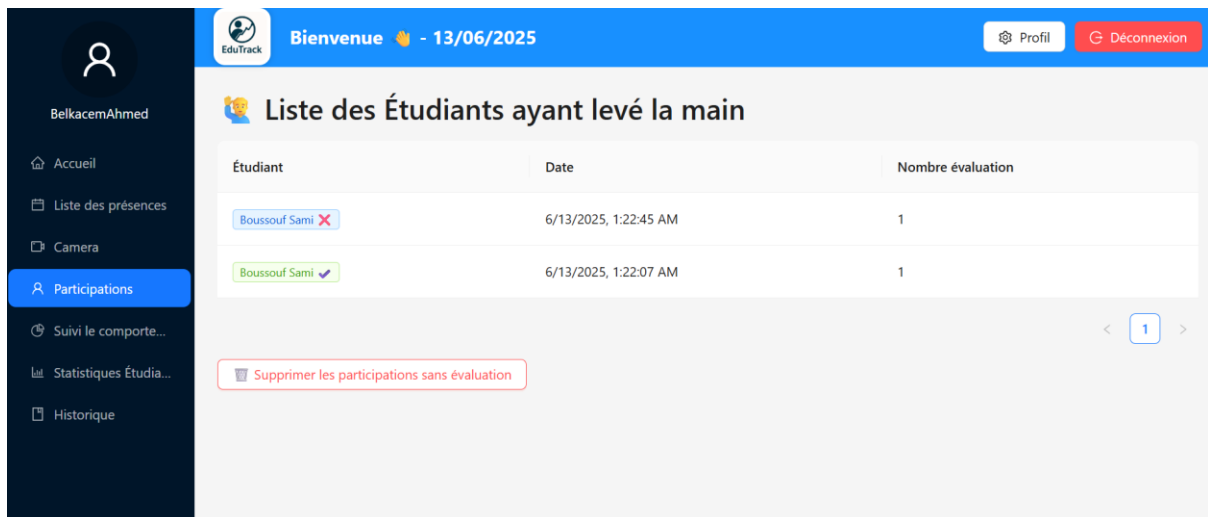 EduTrack
Bienvenue 👋 - 13/06/2025
Profil
Déconnexion
BelkacemAhmed
Accueil
Liste des présences
Camera
Participations
Suivi le comporte...
Statistiques Étudia...
Historique
Liste des Étudiants ayant levé la main
Étudiant Date Nombre évaluation
Boussouf Sami ❌ 6/13/2025, 1:22:45 AM 1
Boussouf Sami ✔ 6/13/2025, 1:22:07 AM 1
< 1 >
Supprimer les participations sans évaluation